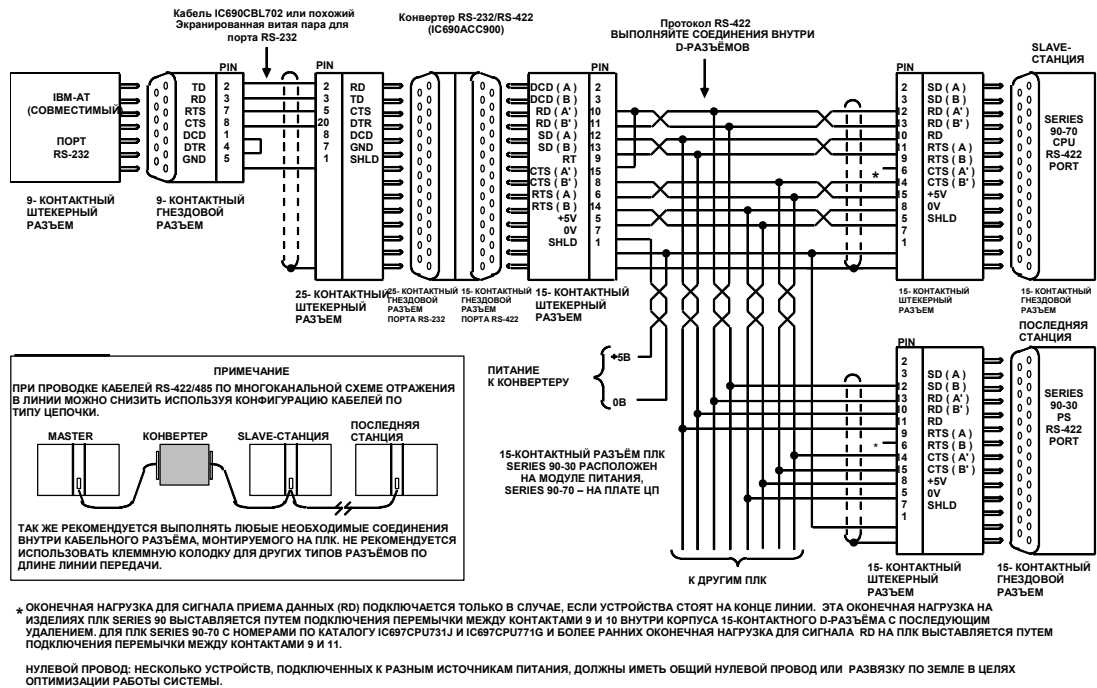 Кабель IC690CBL702 или похожий
Экранированная витая пара для
порта RS-232
Конвертер RS-232/RS-422
(IC690ACC900)
Протокол RS-422
ВЫПОЛНЯЙТЕ СОЕДИНЕНИЯ ВНУТРИ
D-РАЗЪЁМОВ
SLAVE-
СТАНЦИЯ
IBM-AT
(СОВМЕСТИМЫЙ)
ПОРТ
RS-232
PIN
TD 2
RD 3
RTS 7
CTS 8
DCD 1
DTR 4
GND 5
PIN
2 RD
3 TD
5 CTS
20 DTR
8 DCD
7 GND
1 SHLD
PIN
DCD ( A ) 2
DCD ( B ) 3
RD ( A' ) 10
RD ( B' ) 11
SD ( A ) 12
SD ( B ) 13
RT 9
CTS ( A' ) 15
CTS ( B' ) 8
RTS ( A ) 6
RTS ( B ) 14
+5V 5
0V 7
SHLD 1
PIN
2 SD ( A )
3 SD ( B )
12 RD ( A' )
13 RD ( B' )
10 RD
11 RTS ( A )
9 RTS ( B )
* 6 CTS ( A' )
14 CTS ( B' )
15 +5V
8 0V
5 SHLD
7
1
SERIES
90-70
CPU
RS-422
PORT
9- КОНТАКТНЫЙ
ШТЕКЕРНЫЙ
РАЗЪЕМ
9- КОНТАКТНЫЙ
ГНЕЗДОВОЙ
РАЗЪЕМ
25- КОНТАКТНЫЙ
ШТЕКЕРНЫЙ
РАЗЪЕМ
25- КОНТАКТНЫЙ
ГНЕЗДОВОЙ
РАЗЪЕМ
ПОРТА RS-232
15- КОНТАКТНЫЙ
ГНЕЗДОВОЙ
РАЗЪЕМ
ПОРТА RS-422
15- КОНТАКТНЫЙ
ШТЕКЕРНЫЙ
РАЗЪЕМ
15- КОНТАКТНЫЙ
ШТЕКЕРНЫЙ
РАЗЪЕМ
15- КОНТАКТНЫЙ
ГНЕЗДОВОЙ
РАЗЪЕМ
ПОСЛЕДНЯЯ
СТАНЦИЯ
ПИТАНИЕ
К КОНВЕРТЕРУ
+5В
0В
PIN
2
3 SD ( A )
12 SD ( B )
13 RD ( A' )
10 RD ( B' )
11 RD
9 RTS ( A )
* 6 RTS ( B )
14 CTS ( A' )
15 CTS ( B' )
8 +5V
5 0V
7 SHLD
1
SERIES
90-30
PS
RS-422
PORT
15-КОНТАКТНЫЙ РАЗЪЁМ ПЛК
SERIES 90-30 РАСПОЛОЖЕН
НА МОДУЛЕ ПИТАНИЯ,
SERIES 90-70 – НА ПЛАТЕ ЦП
К ДРУГИМ ПЛК
15- КОНТАКТНЫЙ
ШТЕКЕРНЫЙ
РАЗЪЕМ
15- КОНТАКТНЫЙ
ГНЕЗДОВОЙ
РАЗЪЕМ
ПРИМЕЧАНИЕ
ПРИ ПРОВОДКЕ КАБЕЛЕЙ RS-422/485 ПО МНОГОКАНАЛЬНОЙ СХЕМЕ ОТРАЖЕНИЯ
В ЛИНИИ МОЖНО СНИЗИТЬ ИСПОЛЬЗУЯ КОНФИГУРАЦИЮ КАБЕЛЕЙ ПО
ТИПУ ЦЕПОЧКИ.
MASTER
КОНВЕРТЕР
SLAVE-СТАНЦИЯ
ПОСЛЕДНЯЯ
СТАНЦИЯ
ТАК ЖЕ РЕКОМЕНДУЕТСЯ ВЫПОЛНЯТЬ ЛЮБЫЕ НЕОБХОДИМЫЕ СОЕДИНЕНИЯ
ВНУТРИ КАБЕЛЬНОГО РАЗЪЁМА, МОНТИРУЕМОГО НА ПЛК. НЕ РЕКОМЕНДУЕТСЯ
ИСПОЛЬЗОВАТЬ КЛЕММНУЮ КОЛОДКУ ДЛЯ ДРУГИХ ТИПОВ РАЗЪЁМОВ ПО
ДЛИНЕ ЛИНИИ ПЕРЕДАЧИ.
* ОКОНЕЧНАЯ НАГРУЗКА ДЛЯ СИГНАЛА ПРИЕМА ДАННЫХ (RD) ПОДКЛЮЧАЕТСЯ ТОЛЬКО В СЛУЧАЕ, ЕСЛИ УСТРОЙСТВА СТОЯТ НА КОНЦЕ ЛИНИИ. ЭТА ОКОНЕЧНАЯ НАГРУЗКА НА
ИЗДЕЛИЯХ ПЛК SERIES 90 ВЫСТАВЛЯЕТСЯ ПУТЕМ ПОДКЛЮЧЕНИЯ ПЕРЕМЫЧКИ МЕЖДУ КОНТАКТАМИ 9 И 10 ВНУТРИ КОРПУСА 15-КОНТАКТНОГО D-РАЗЪЕМА С ПОСЛЕДУЮЩИМ
УДАЛЕНИЕМ. ДЛЯ ПЛК SERIES 90-70 С НОМЕРАМИ ПО КАТАЛОГУ IC697CPU731J И IC697CPU771G И БОЛЕЕ РАННИХ ОКОНЕЧНАЯ НАГРУЗКА ДЛЯ СИГНАЛА RD НА ПЛК ВЫСТАВЛЯЕТСЯ ПУТЕМ
ПОДКЛЮЧЕНИЯ ПЕРЕМЫЧКИ МЕЖДУ КОНТАКТАМИ 9 И 11.
НУЛЕВОЙ ПРОВОД: НЕСКОЛЬКО УСТРОЙСТВ, ПОДКЛЮЧЕННЫХ К РАЗНЫМ ИСТОЧНИКАМ ПИТАНИЯ, ДОЛЖНЫ ИМЕТЬ ОБЩИЙ НУЛЕВОЙ ПРОВОД ИЛИ РАЗВЯЗКУ ПО ЗЕМЛЕ В ЦЕЛЯХ
ОПТИМИЗАЦИИ РАБОТЫ СИСТЕМЫ.